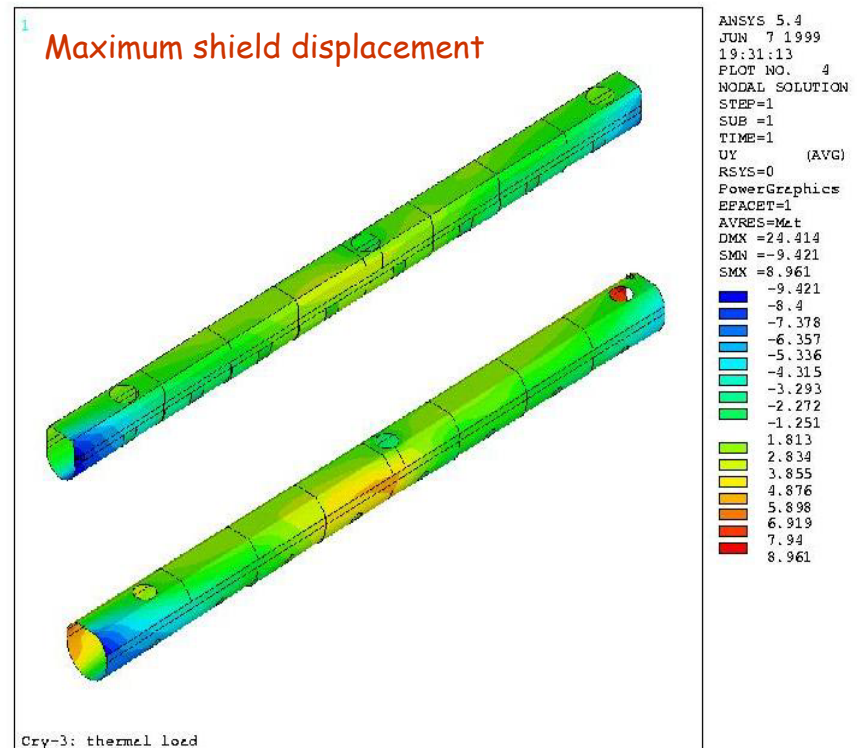 1
Maximum shield displacement
ANSYS 5.4
JUN 7 1999
19:31:13
PLOT NO. 4
NODAL SOLUTION
STEP=1
SUB =1
TIME=1
UY (AVG)
RSYS=0
PowerGraphics
EFACET=1
AVRES=Mat
DMX =24.414
SMN =-9.421
SMX =8.961
-9.421
-8.4
-7.378
-6.357
-5.336
-4.315
-3.293
-2.272
-1.251
1.813
2.834
3.855
4.876
5.898
6.919
7.94
8.961
Cry-3: thermal load